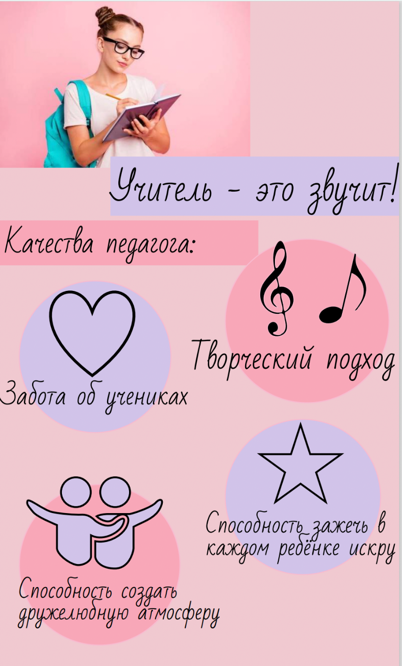 Учитель - это звучит!
Качества педагога:
Творческий подход
Забота об учениках
Способность зажечь в
каждом ребёнке искру
Способность создать
дружелюбную атмосферу